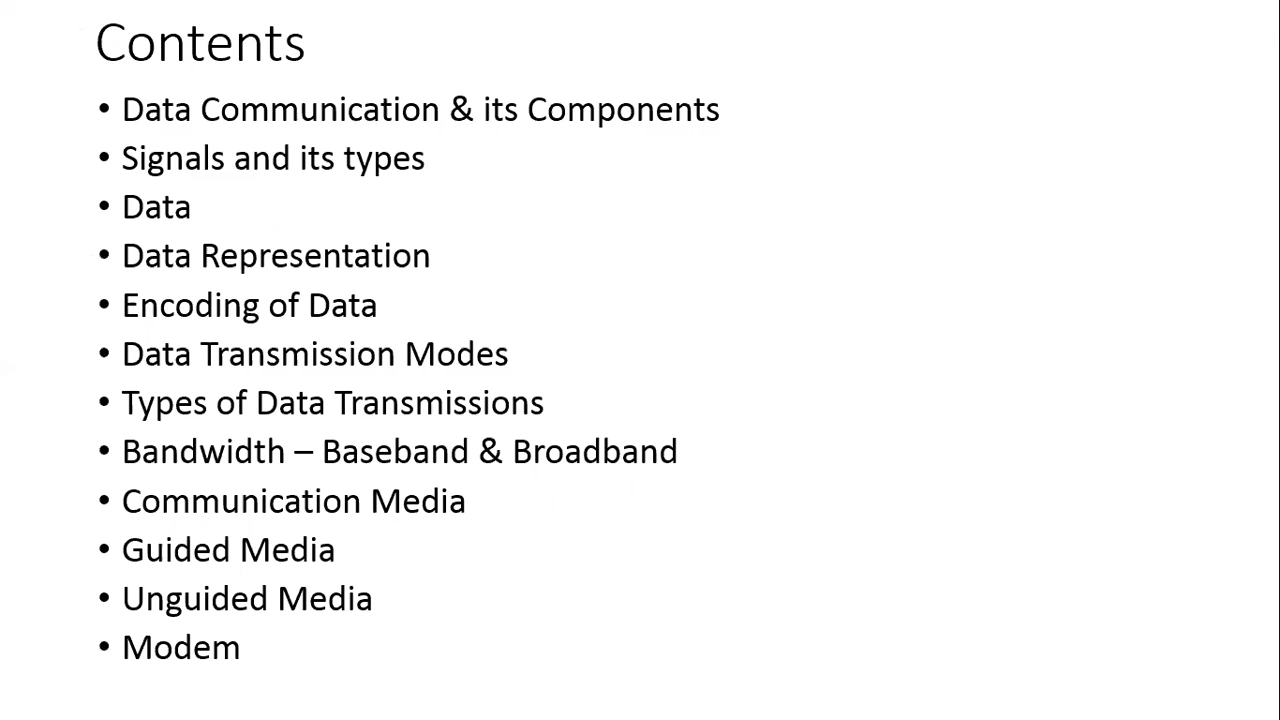 Contents
• Data Communication & its Components
• Signals and its types
• Data
• Data Representation
• Encoding of Data
• Data Transmission Modes
• Types of Data Transmissions
• Bandwidth – Baseband & Broadband
• Communication Media
• Guided Media
• Unguided Media
• Modem